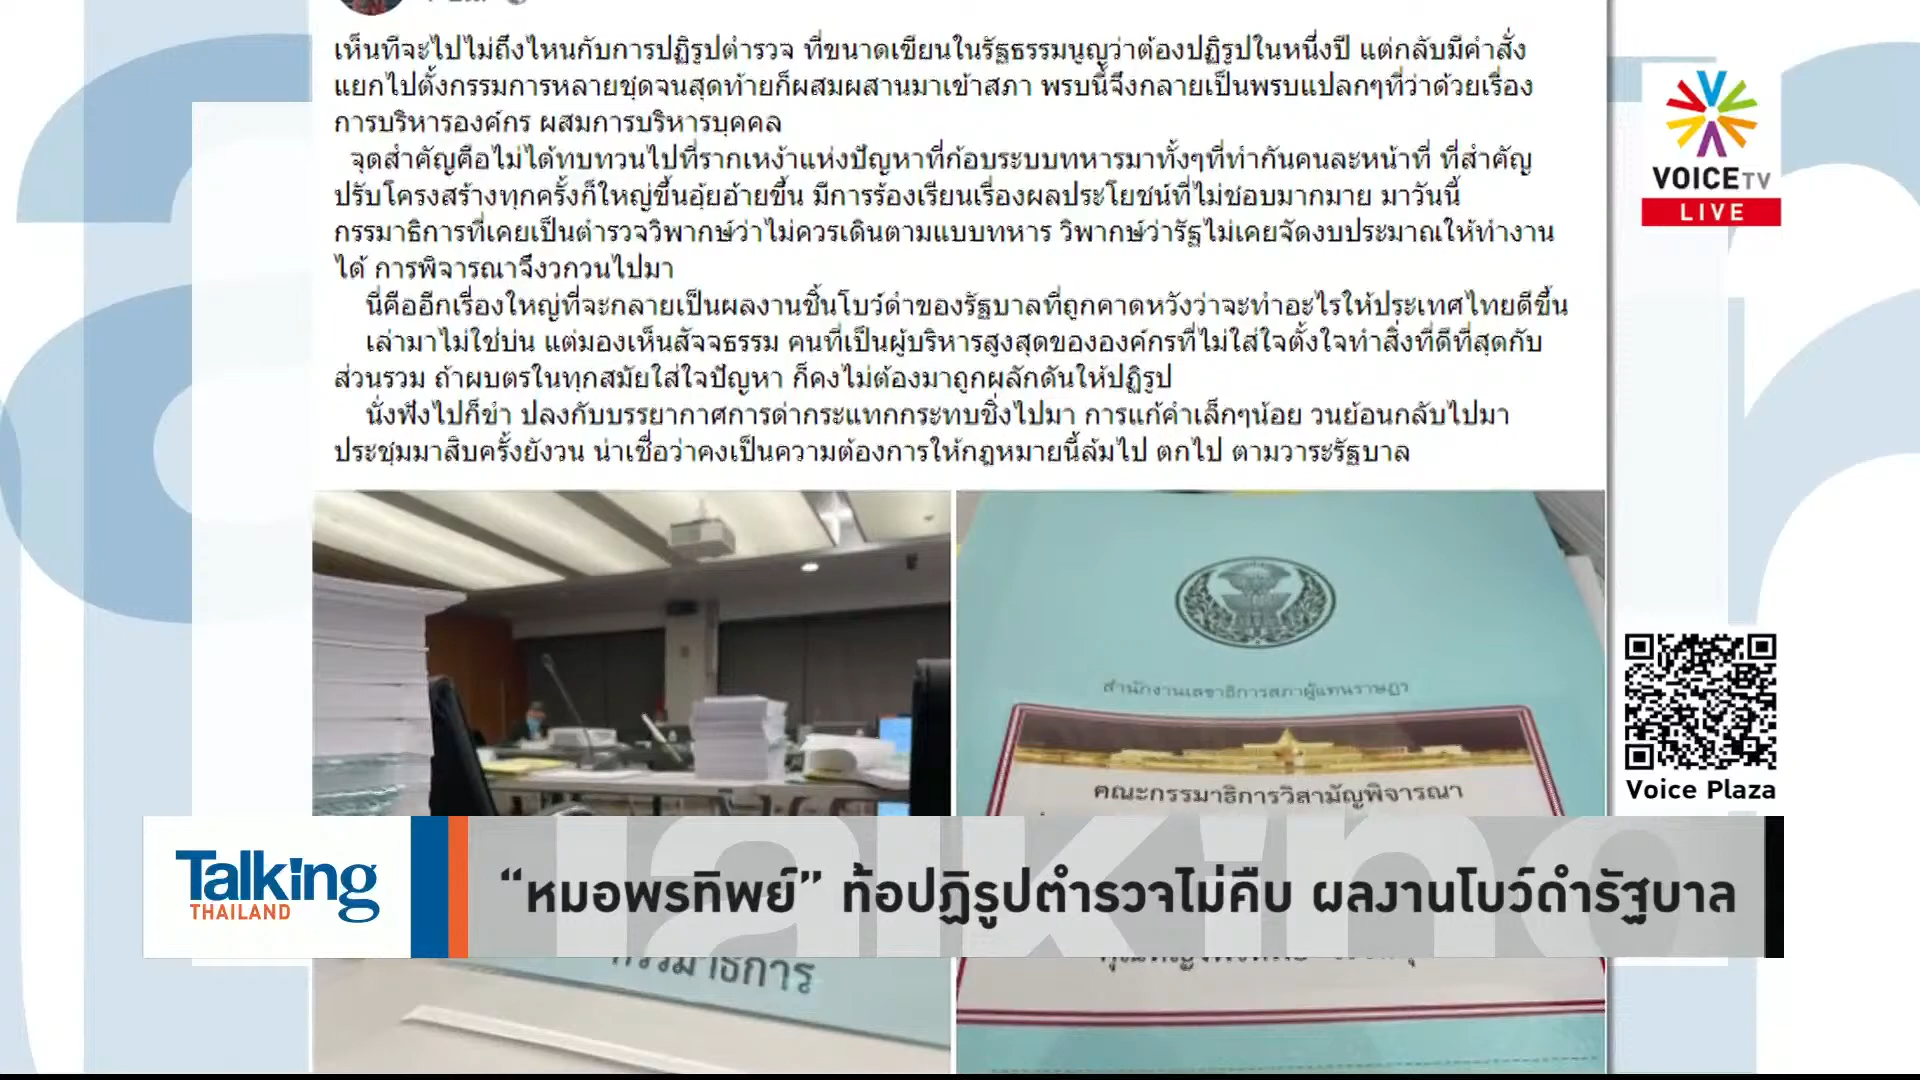 เห็นทีจะไปไม่ถึงไหนกับการปฏิรูปตำรวจ ที่ขนาดเขียนในรัฐธรรมนูญว่าต้องปฏิรูปในหนึ่งปี แต่กลับมีคำสั่ง
แยกไปตั้งกรรมการหลายชุดจนสุดท้ายก็ผสมผสานมาเข้าสภา พรบนี้จึงกลายเป็นพรบแปลกๆที่ว่าด้วยเรื่อง
การบริหารองค์กร ผสมการบริหารบุคคล
จุดสำคัญคือไม่ได้ทบทวนไปที่รากเหง้าแห่งปัญหาที่ก้อบระบบทหารมาทั้งๆที่ทำกันคนละหน้าที่ ที่สำคัญ
ปรับโครงสร้างทุกครั้งก็ใหญ่ขึ้นอุ้ยอ้ายขึ้น มีการร้องเรียนเรื่องผลประโยชน์ที่ไม่ชอบมากมาย มาวันนี้
กรรมาธิการที่เคยเป็นตำรวจวิพากษ์ว่าไม่ควรเดินตามแบบทหาร วิพากษ์ว่ารัฐไม่เคยจัดงบประมาณให้ทำงาน
ได้ การพิจารณาจึงวกวนไปมา
นี่คืออีกเรื่องใหญ่ที่จะกลายเป็นผลงานชิ้นโบว์ดำของรัฐบาลที่ถูกคาดหวังว่าจะทำอะไรให้ประเทศไทยดีขึ้น
เล่ามาไม่ใช่บ่น แต่มองเห็นสัจจธรรม คนที่เป็นผู้บริหารสูงสุดขององค์กรที่ไม่ใส่ใจตั้งใจทำสิ่งที่ดีที่สุดกับ
ส่วนรวม ถ้าผบตรในทุกสมัยใส่ใจปัญหา ก็คงไม่ต้องมาถูกผลักดันให้ปฏิรูป
นั่งฟังไปก็ขำ ปลงกับบรรยากาศการด่ากระแทกกระทบชิ่งไปมา การแก้คำเล็กๆน้อย วนย้อนกลับไปมา
ประชุมมาสิบครั้งยังวน น่าเชื่อว่าคงเป็นความต้องการให้กฎหมายนี้ล้มไป ตกไป ตามวาระรัฐบาล
VOICE TV
LIVE
สำนักงานเลขาธิการสภาผู้แทนราษฎร
คณะกรรมาธิการวิสามัญพิจารณา
Voice Plaza
Talking
THAILAND
“หมอพรทิพย์” ท้อปฏิรูปตำรวจไม่คืบ ผลงานโบว์ดำรัฐบาล
กรรมาธิการ